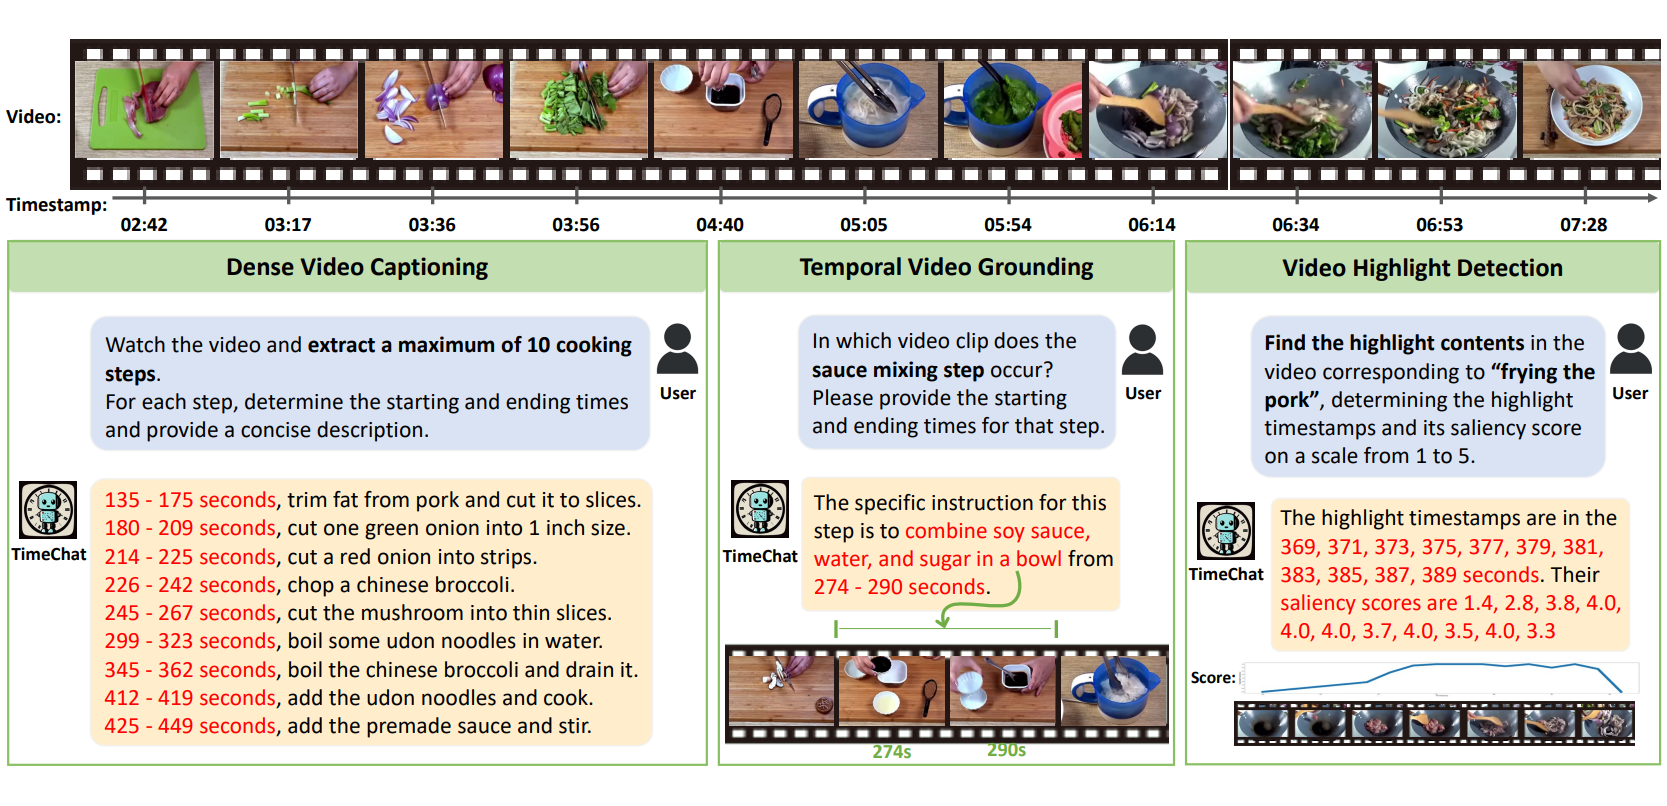 Video:
Timestamp:
02:42 03:17 03:36 03:56 04:40 05:05 05:54 06:14 06:34 06:53 07:28
Dense Video Captioning
Watch the video and extract a maximum of 10 cooking
steps.
For each step, determine the starting and ending times
and provide a concise description.
User
TimeChat
135 - 175 seconds, trim fat from pork and cut it to slices.
180 - 209 seconds, cut one green onion into 1 inch size.
214 - 225 seconds, cut a red onion into strips.
226 - 242 seconds, chop a chinese broccoli.
245 - 267 seconds, cut the mushroom into thin slices.
299 - 323 seconds, boil some udon noodles in water.
345 - 362 seconds, boil the chinese broccoli and drain it.
412 - 419 seconds, add the udon noodles and cook.
425 - 449 seconds, add the premade sauce and stir.
Temporal Video Grounding
In which video clip does the
sauce mixing step occur?
Please provide the starting
and ending times for that step.
User
TimeChat
The specific instruction for this
step is to combine soy sauce,
water, and sugar in a bowl from
274 - 290 seconds.
274s 290s
Video Highlight Detection
Find the highlight contents in the
video corresponding to “frying the
pork”, determining the highlight
timestamps and its saliency score
on a scale from 1 to 5.
User
TimeChat
The highlight timestamps are in the
369, 371, 373, 375, 377, 379, 381,
383, 385, 387, 389 seconds. Their
saliency scores are 1.4, 2.8, 3.8, 4.0,
4.0, 4.0, 3.7, 4.0, 3.5, 4.0, 3.3
Score: